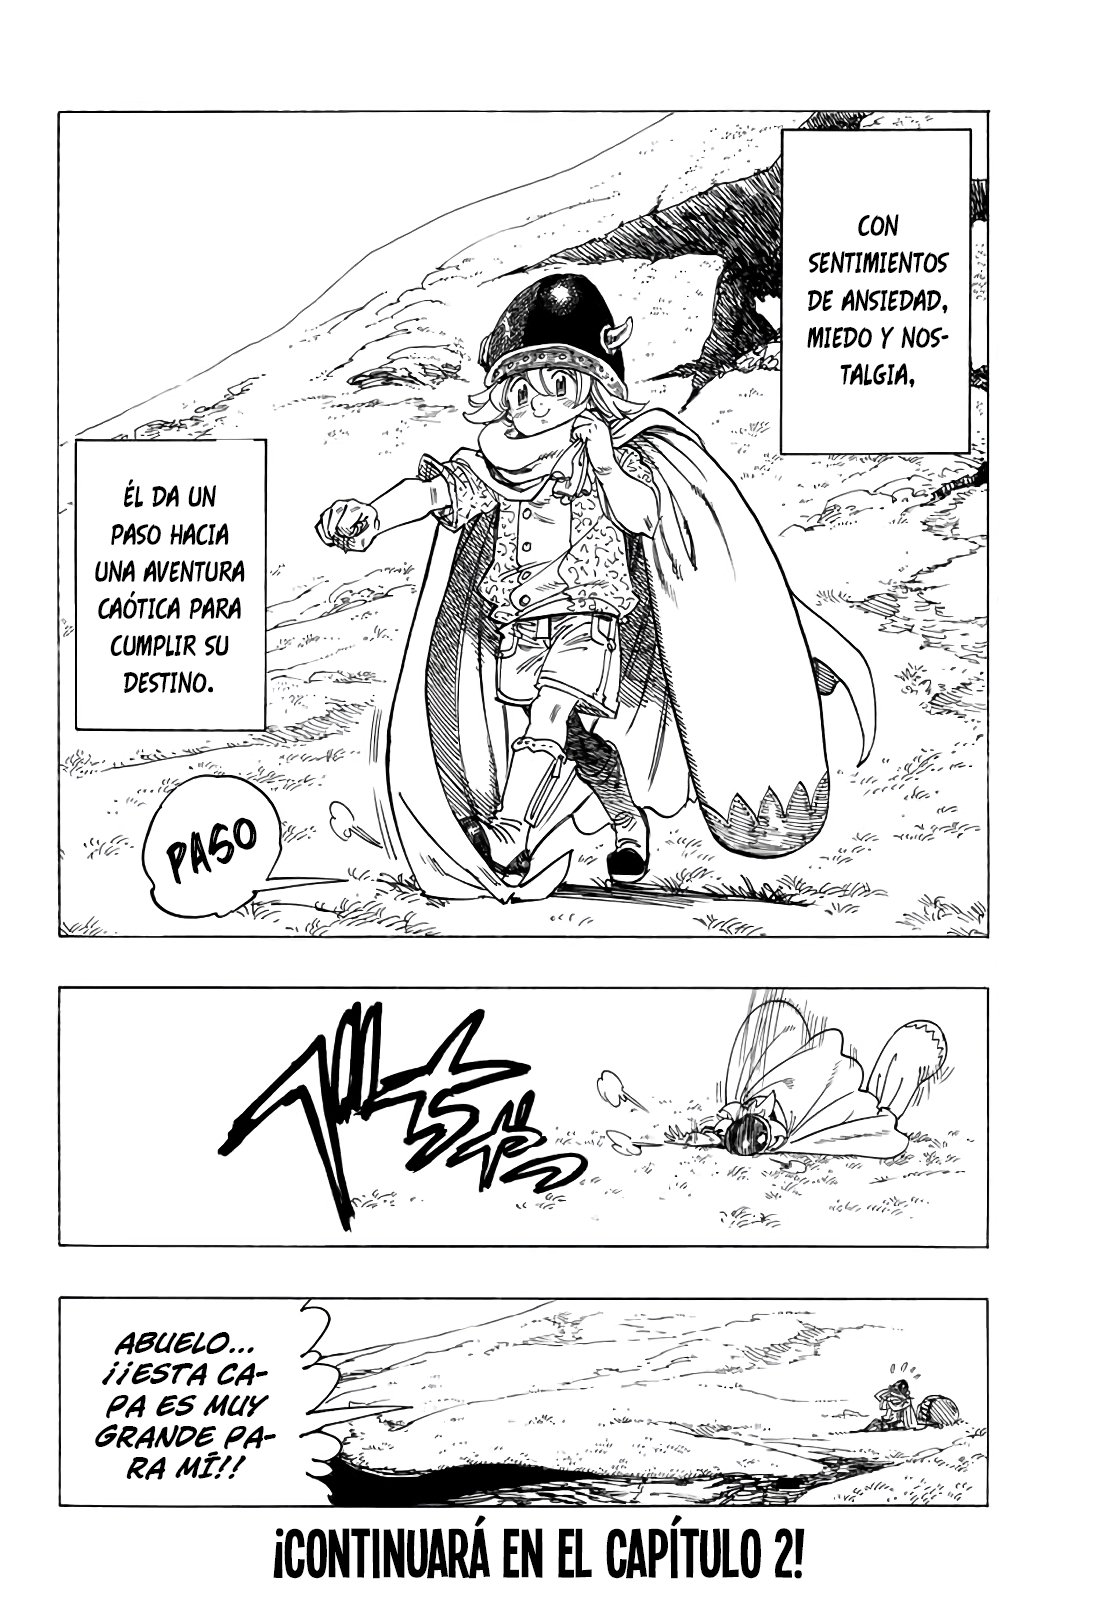 CON
SENTIMIENTOS
DE ANSIEDAD,
MIEDO Y NOS-
TALGIA,
ÉL DA UN
PASO HACIA
UNA AVENTURA
CAÓTICA PARA
CUMPLIR SU
DESTINO.
PASO
ABUELO...
¡¡ESTA CA-
PA ES MUY
GRANDE PA-
RA MÍ!!
¡CONTINUARÁ EN EL CAPÍTULO 2!